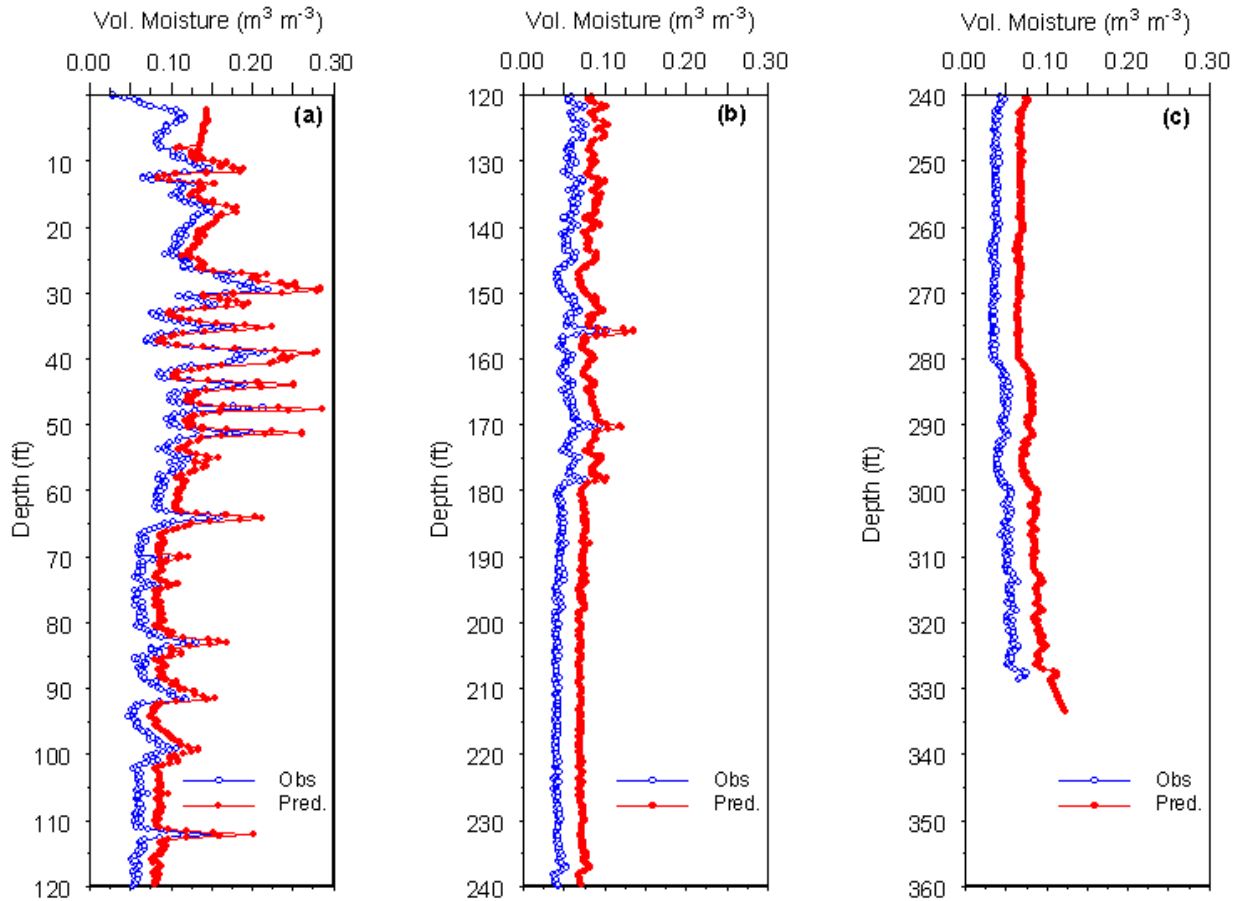 Vol. Moisture (m³ m⁻³)
0.00 0.10 0.20 0.30
(a)
10
20
30
40
50
60
70
80
90
100
110
120
Depth (ft)
Obs
Pred.
Vol. Moisture (m³ m⁻³)
0.00 0.10 0.20 0.30
(b)
120
130
140
150
160
170
180
190
200
210
220
230
240
Depth (ft)
Obs
Pred.
Vol. Moisture (m³ m⁻³)
0.00 0.10 0.20 0.30
(c)
240
250
260
270
280
290
300
310
320
330
340
350
360
Depth (ft)
Obs
Pred.